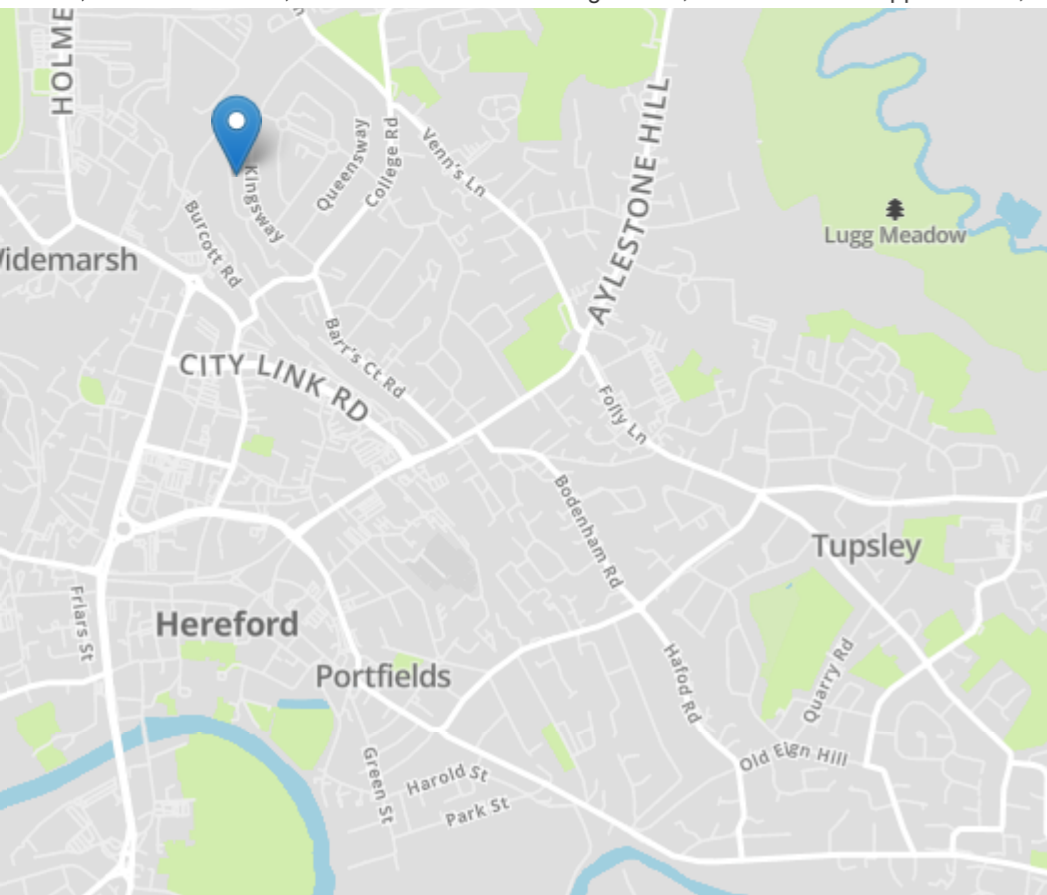 HOLME
Venn's Ln
Queensway
College Rd
Kingsway
Burcott Rd
AYLESTONE HILL
Lugg Meadow
idemarsh
Barr's Ct Rd
CITY LINK RD
Folly Ln
Bodenham Rd
Tupsley
Friars St
Hereford
Portfields
Hafod Rd
Quarry Rd
Old Eign Hill
Green St
Harold St
Park St